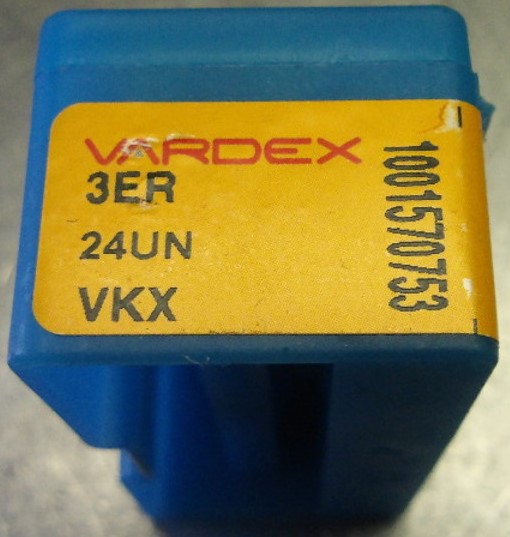 VARDEX
3ER
24UN
VKX
1001570753